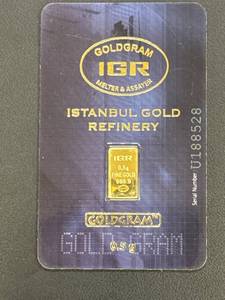 GOLDGRAM
IGR
MELTER & ASSAYER
ISTANBUL GOLD
REFINERY
IGR
0,5g
FINE GOLD
999.9
Serial Number U188528
GOLDGRAM
GOLD GRAM
0,5 g